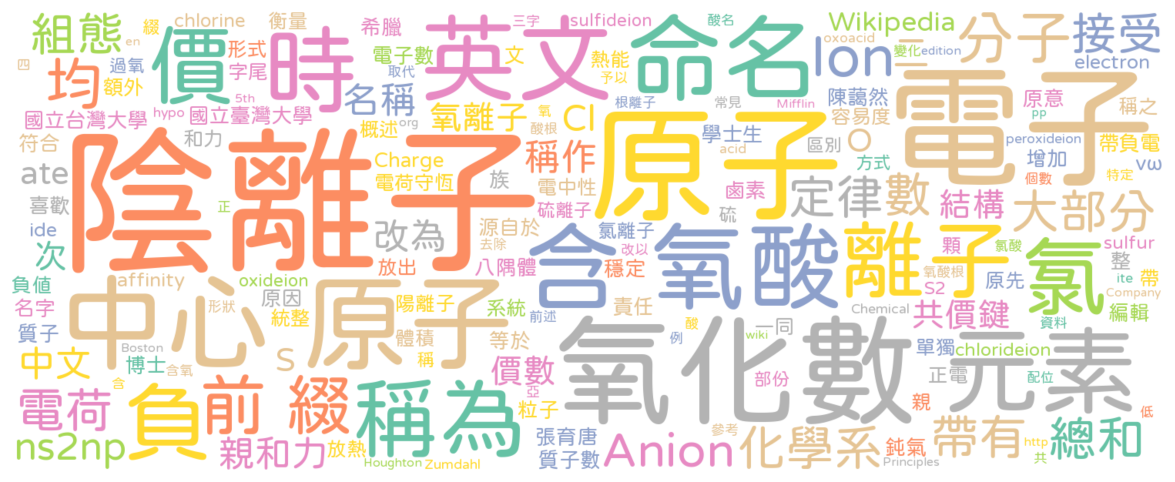 組態
綴
chlorine
衡量
希臘
三字
sulfideion
酸名
Wikipedia
oxoacid
分子
接受
en
價
時
形式
字尾
電子數
文
英文
命名
熱能
予以
Ion
二
變化
edition
electron
四
均
過氧
額外
取代
名稱
電子
陳藹然
容易度
原意
稱之
5th
國立台灣大學
hypo
國立臺灣大學
org
氧離子
Cl
根離子
酸根
氧
常見
Mifflin
pp
peroxideion
帶負電
符合
和力
概述
稱作
原子
學士生
acid
區別
O
方式
增加
νω
陰離子
Charge
電荷守恆
族
電中性
鹵素
定律
數
結構
個數
特定
大部分
ate
喜歡
ide
正
改為
源自於
去除
硫離子
硫
氯離子
改以
含氧酸
離子
顆
氯酸
氧酸根
原先
氯
sulfur
整
ite
帶
次
負值
名字
質子
affinity
oxideion
原因
統整
形狀
放出
陽離子
體積
八隅體
系統
等於
穩定
前述
責任
S2
共價鍵
Company
編輯
中心原子
Chemical
中文
Boston
博士
含氧
含
S
稱
氧化數
例
酸
wiki
一同
單獨
chlorideion
資料
元素
電荷
負
前綴
稱為
價數
亞
粒子
部份
正電
配位
親
低
ns2np
親和力
放熱
Houghton
Zumdahl
張育唐
質子數
Anion
參考
化學系
鈍氣
Principles
帶有
http
共
總和